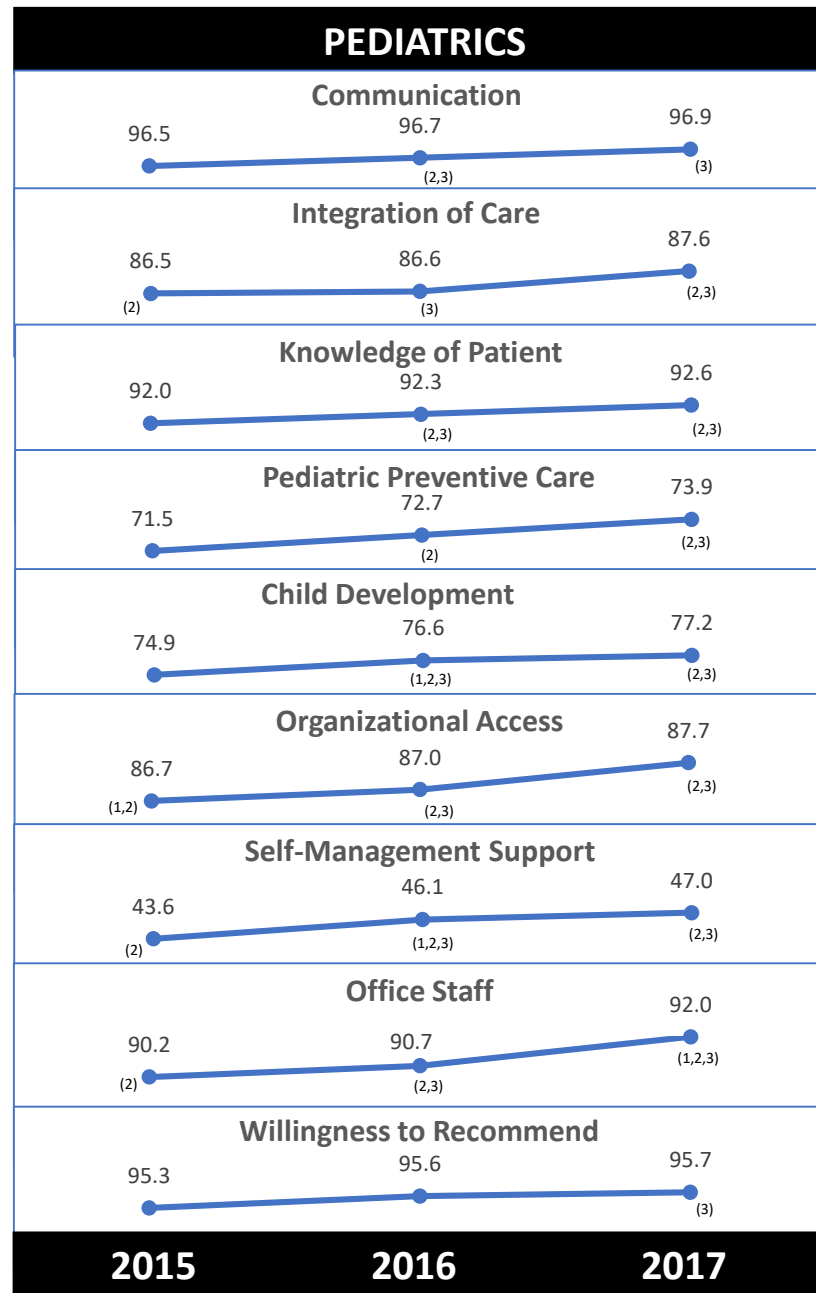 PEDIATRICS
Communication
96.5 96.7 96.9
(2,3) (3)
Integration of Care
86.5 86.6 87.6
(2) (3) (2,3)
Knowledge of Patient
92.0 92.3 92.6
(2,3) (2,3)
Pediatric Preventive Care
71.5 72.7 73.9
(2) (2,3)
Child Development
74.9 76.6 77.2
(1,2,3) (2,3)
Organizational Access
86.7 87.0 87.7
(1,2) (2,3) (2,3)
Self-Management Support
43.6 46.1 47.0
(2) (1,2,3) (2,3)
Office Staff
90.2 90.7 92.0
(2) (2,3) (1,2,3)
Willingness to Recommend
95.3 95.6 95.7
(3)
2015 2016 2017